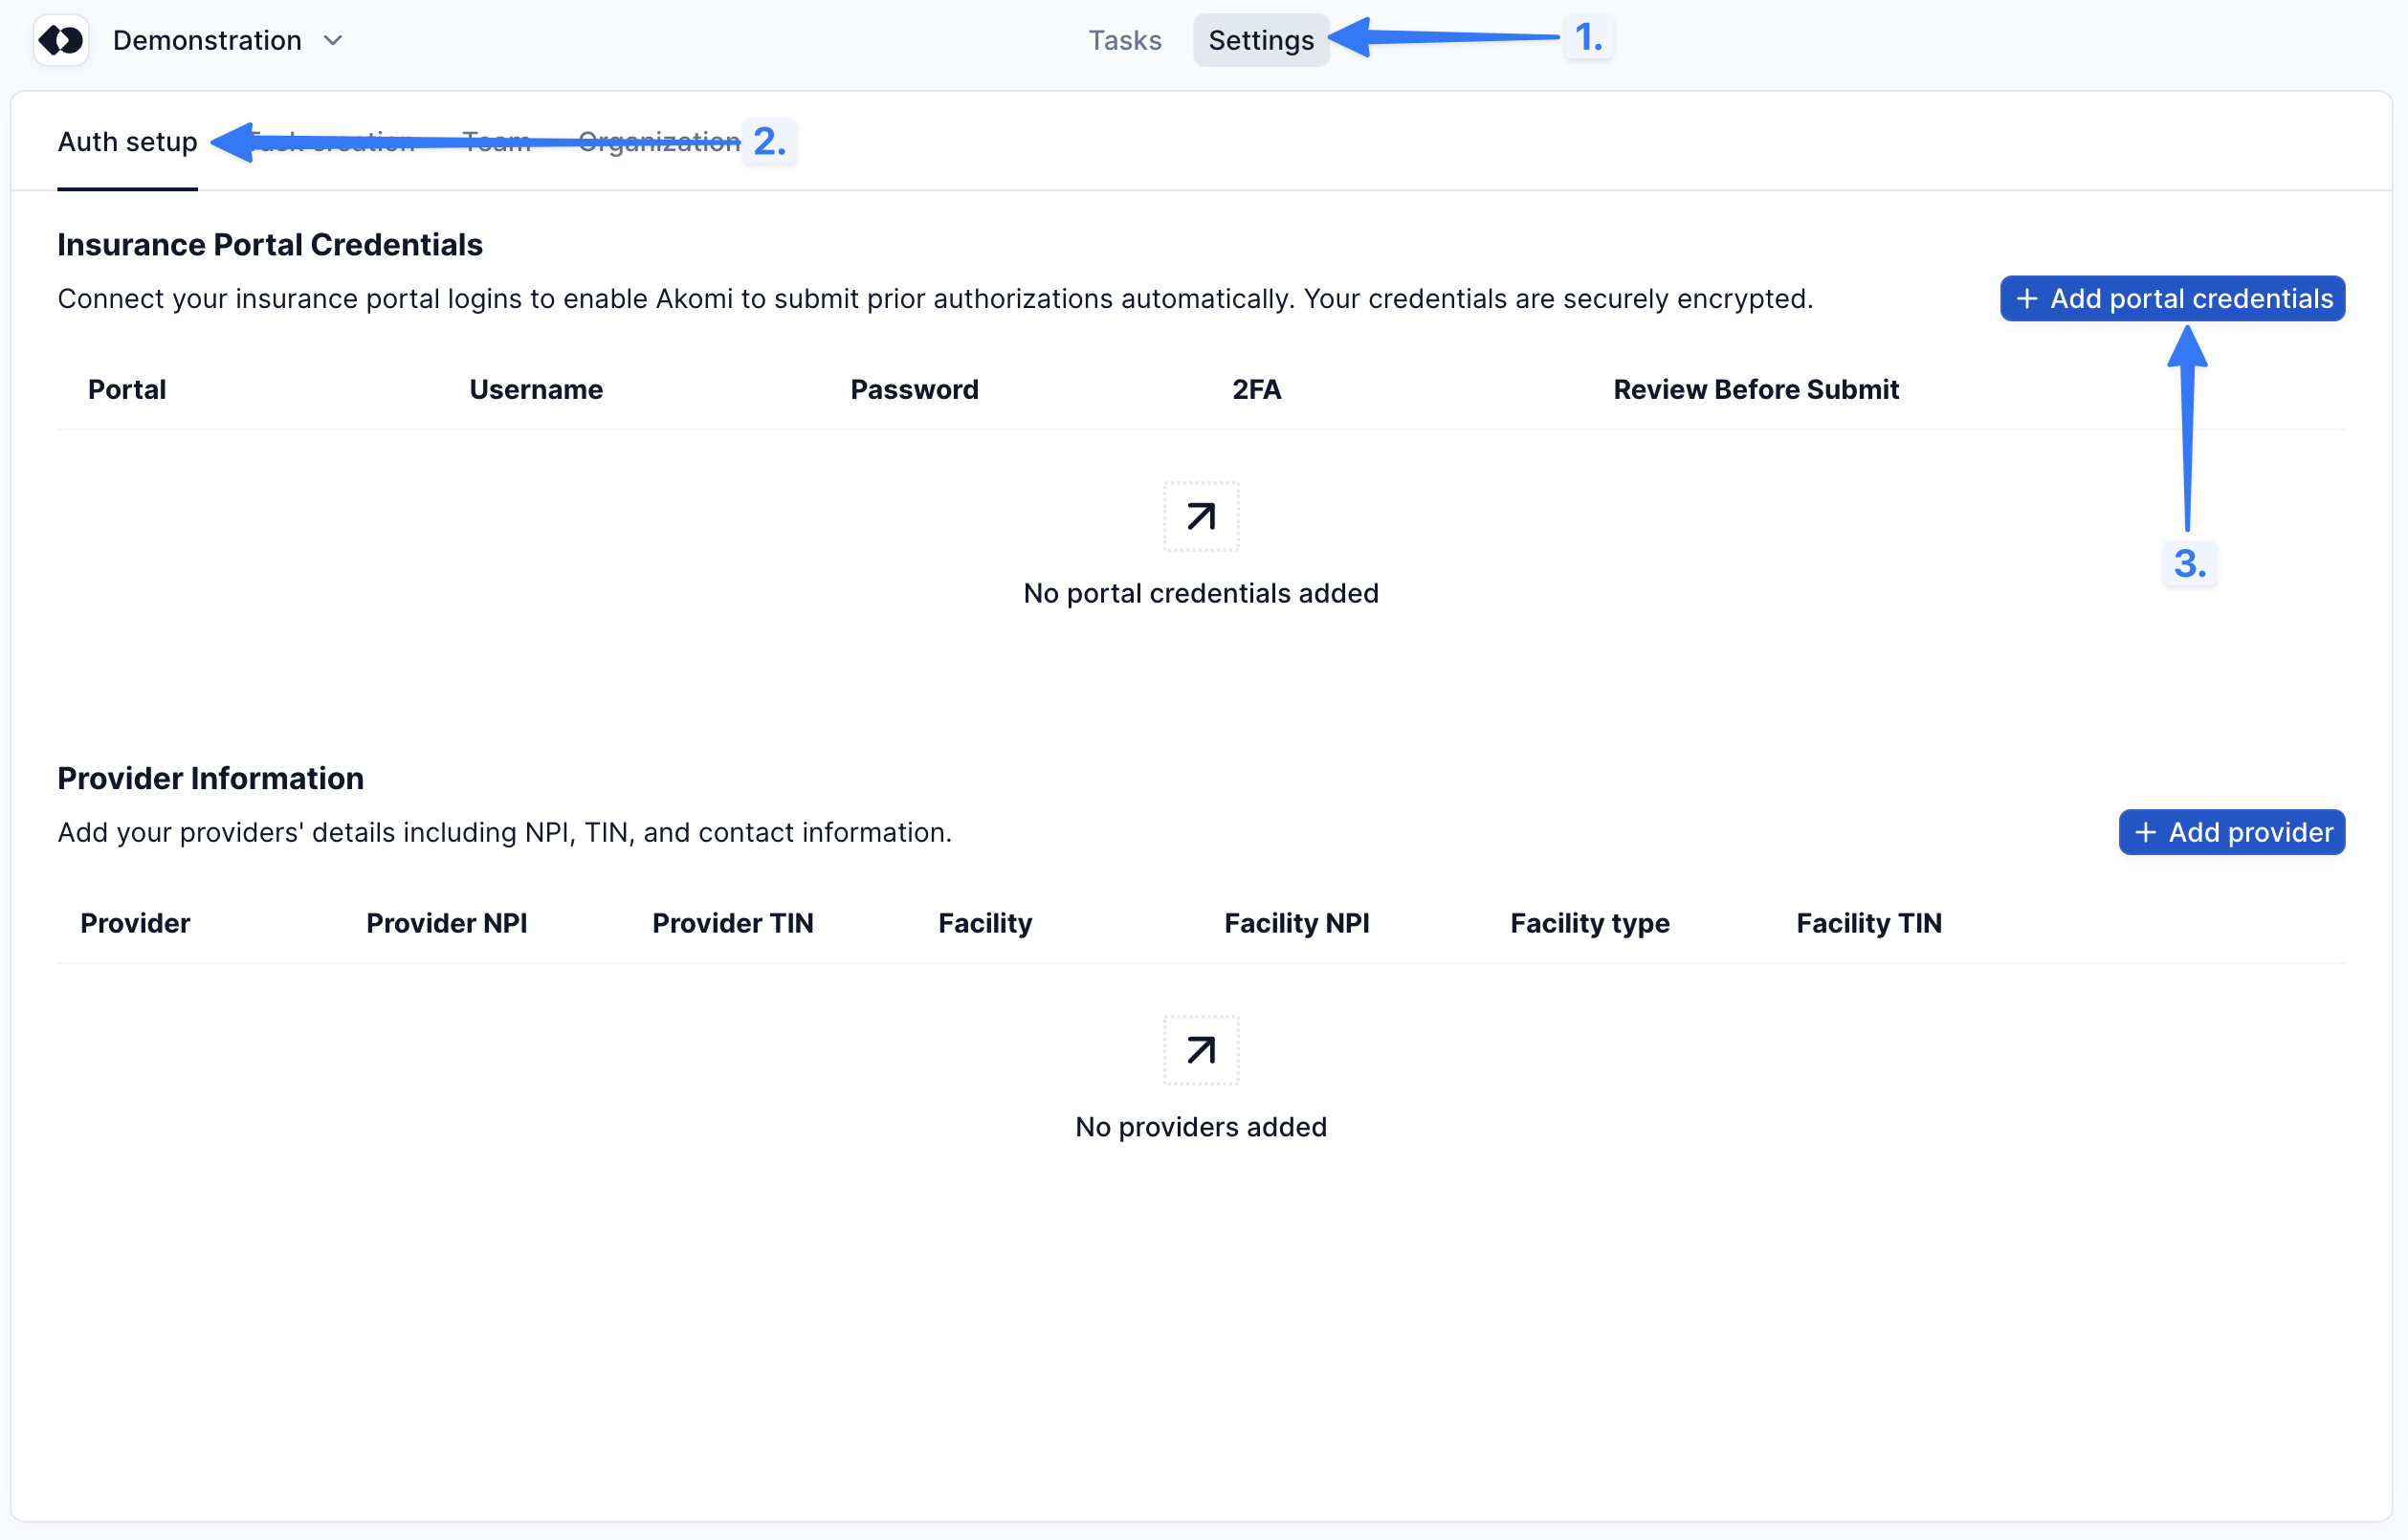 Demonstration
Tasks Settings 1.
Auth setup Task creation Team Organization 2.
Insurance Portal Credentials
Connect your insurance portal logins to enable Akomi to submit prior authorizations automatically. Your credentials are securely encrypted.
+ Add portal credentials
Portal Username Password 2FA Review Before Submit
3.
No portal credentials added
Provider Information
Add your providers' details including NPI, TIN, and contact information.
+ Add provider
Provider Provider NPI Provider TIN Facility Facility NPI Facility type Facility TIN
No providers added